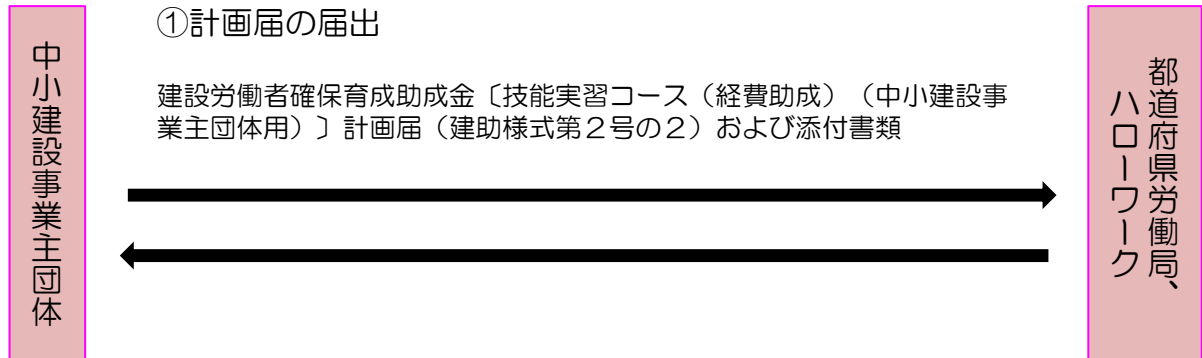 中小建設事業主団体
①計画届の届出
建設労働者確保育成助成金〔技能実習コース（経費助成）（中小建設事
業主団体用）〕計画届（建助様式第２号の２）および添付書類
都道府県労働局、
ハローワーク